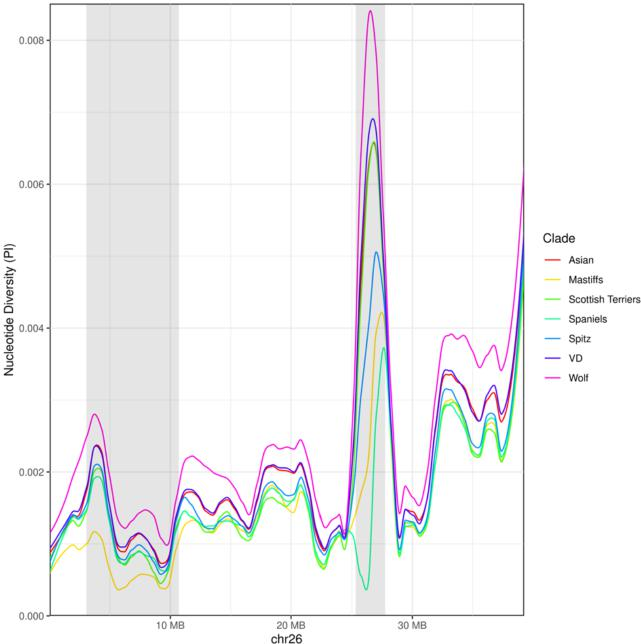 0.008
0.006
0.004
0.002
0.000
Nucleotide Diversity (PI)
10 MB
20 MB
30 MB
chr26
Clade
Asian
Mastiffs
Scottish Terriers
Spaniels
Spitz
VD
Wolf